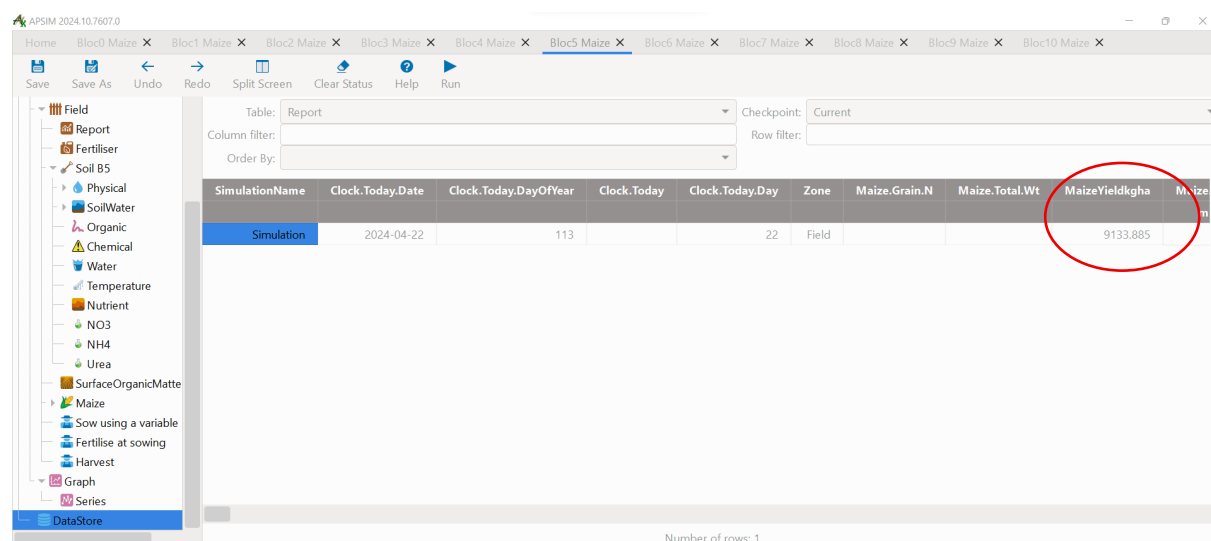 APSIM 2024.10.7607.0
Home Bloc0 Maize Bloc1 Maize Bloc2 Maize Bloc3 Maize Bloc4 Maize Bloc5 Maize Bloc6 Maize Bloc7 Maize Bloc8 Maize Bloc9 Maize Bloc10 Maize
Save Save As Undo Redo Split Screen Clear Status Help Run
Field
Report
Fertiliser
Soil B5
Physical
SoilWater
Organic
Chemical
Water
Temperature
Nutrient
NO3
NH4
Urea
SurfaceOrganicMatte
Maize
Sow using a variable
Fertilise at sowing
Harvest
Graph
Series
DataStore
Table: Report Checkpoint: Current
Column filter: Row filter:
Order By:
SimulationName Clock.Today.Date Clock.Today.DayOfYear Clock.Today Clock.Today.Day Zone Maize.Grain.N Maize.Total.Wt MaizeYieldkgha Maize.
Simulation 2024-04-22 113 22 Field 9133.885
Number of rows: 1